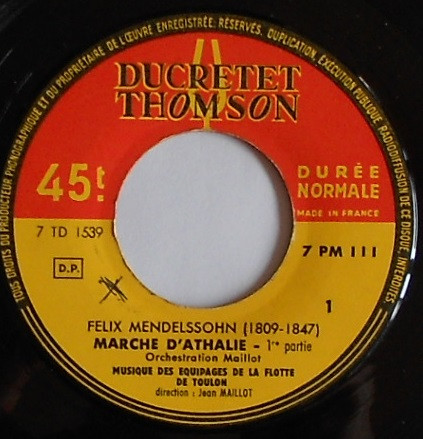 TOUS DROITS DU PRODUCTEUR PHONOGRAPHIQUE ET DU PROPRIÉTAIRE DE L'ŒUVRE ENREGISTRÉE, RÉSERVÉS, DUPLICATION, EXÉCUTION PUBLIQUE RADIODIFFUSION DE CE DISQUE, INTERDITES
DUCRETET
THOMSON
45t.
DURÉE
NORMALE
MADE IN FRANCE
7 TD 1539
7 PM 111
D.P.
1
FELIX MENDELSSOHN (1809-1847)
MARCHE D'ATHALIE - 1re partie
Orchestration Maillot
MUSIQUE DES EQUIPAGES DE LA FLOTTE
DE TOULON
direction : Jean MAILLOT